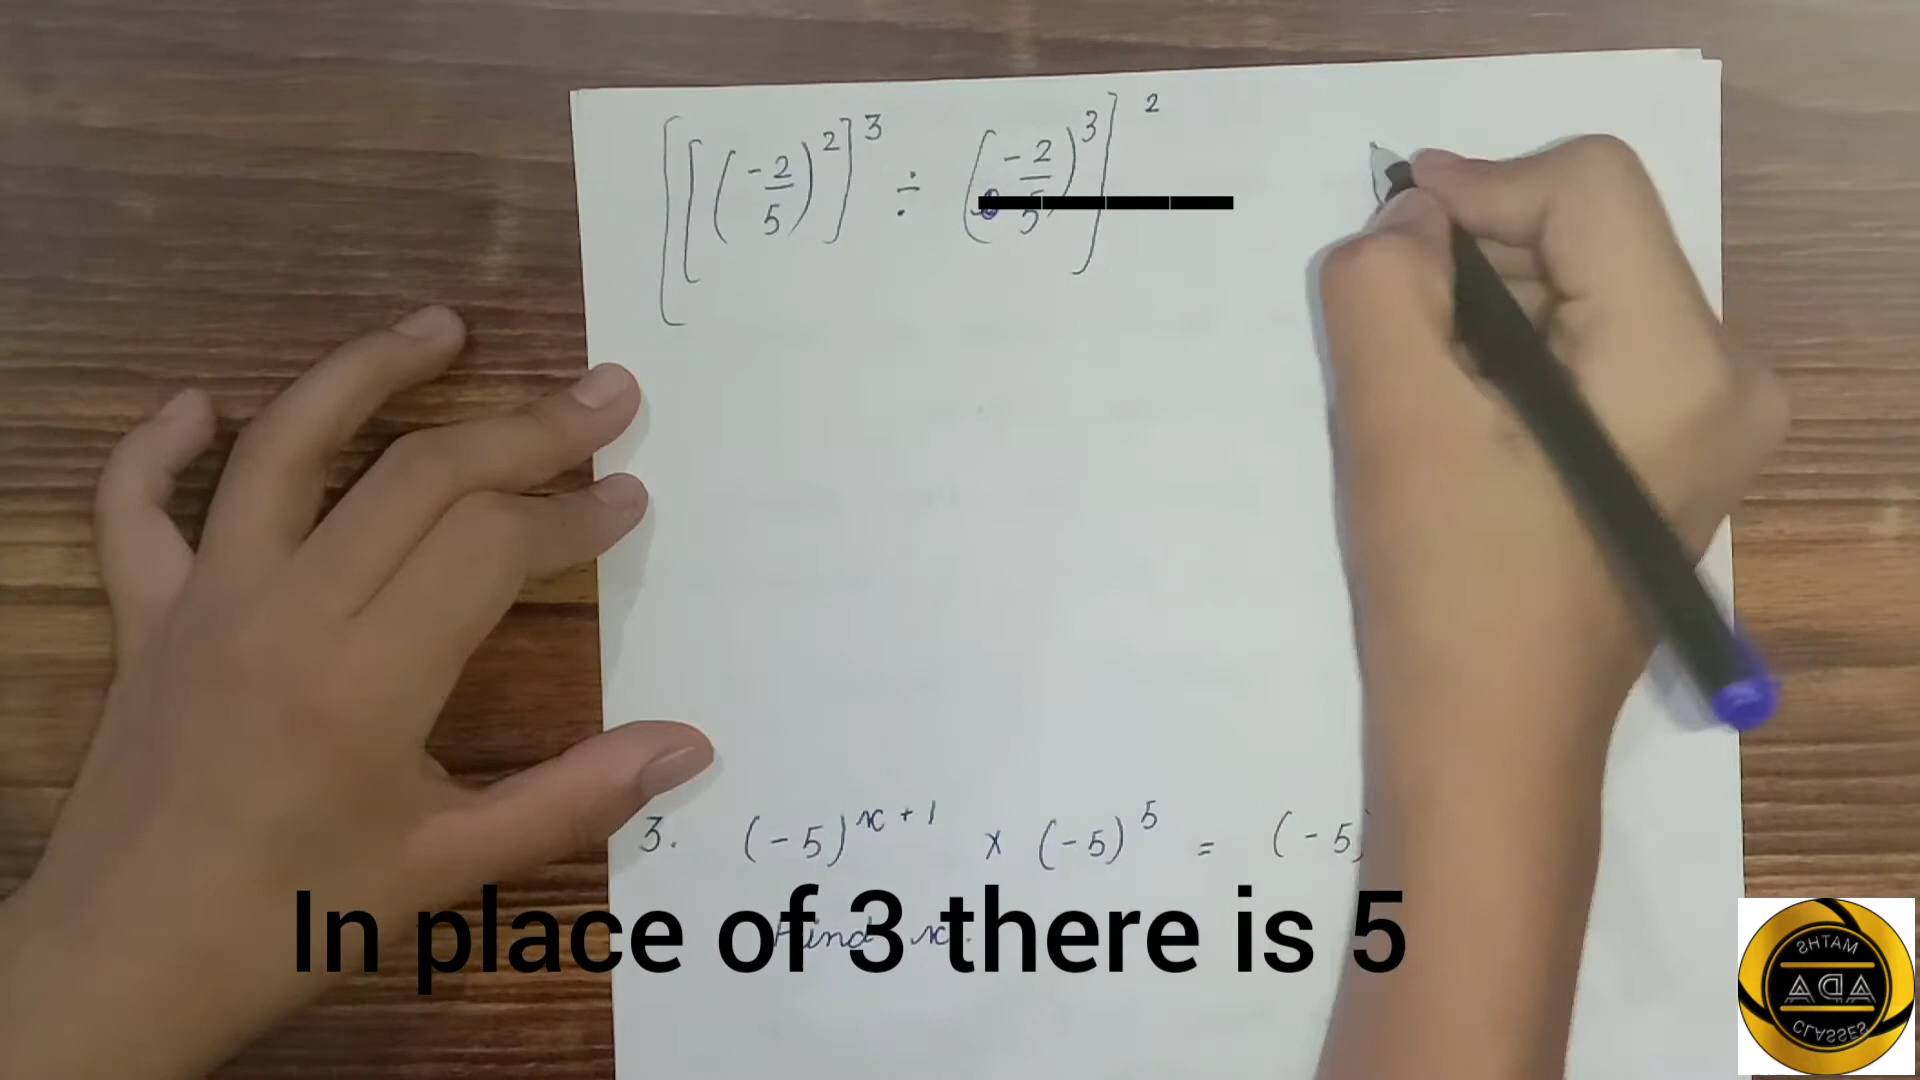 [[(-2/5)^2]^3 ÷ (-2/5)^3]^2
3. (-5)^{x+1} x (-5)^5 = (-5)
Find x.
In place of 3 there is 5
MATHS
ADA
CLASSES